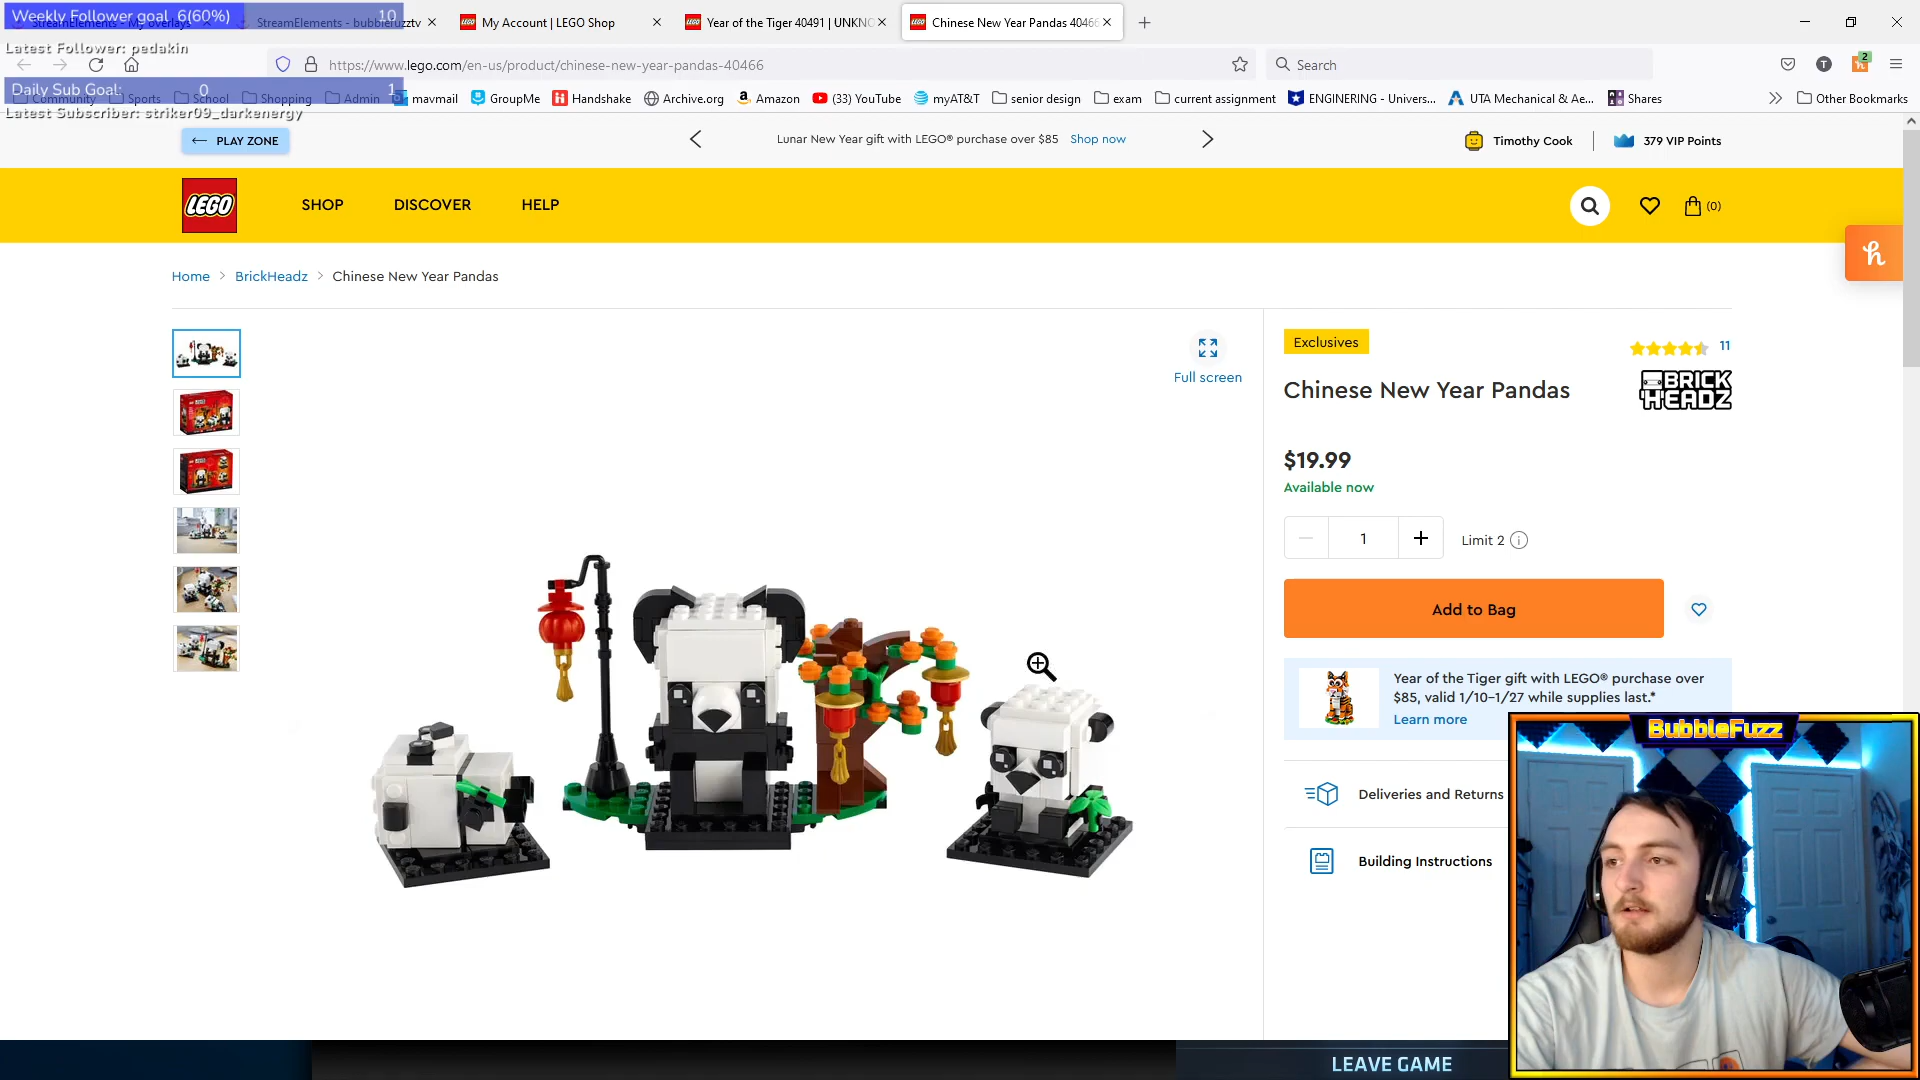 Weekly Follower goal 6(60%) 10
StreamElements - My overlays
StreamElements - bubblefuzztv
My Account | LEGO Shop
Year of the Tiger 40491 | UNKNO
Chinese New Year Pandas 40466
Latest Follower: pedakin
https://www.lego.com/en-us/product/chinese-new-year-pandas-40466
Search
T
2
Daily Sub Goal: 0 1
Community
Sports
School
Shopping
Admin
mavmail
GroupMe
Handshake
Archive.org
Amazon
(33) YouTube
myAT&T
senior design
exam
current assignment
ENGINERING - Univers...
UTA Mechanical & Ae...
Shares
Other Bookmarks
Latest Subscriber: striker09_darkenergy
PLAY ZONE
Lunar New Year gift with LEGO® purchase over $85 Shop now
Timothy Cook
379 VIP Points
LEGO
SHOP
DISCOVER
HELP
(0)
Home > BrickHeadz > Chinese New Year Pandas
Full screen
Exclusives
11
Chinese New Year Pandas
BRICK
HEADZ
$19.99
Available now
1
Limit 2
Add to Bag
Year of the Tiger gift with LEGO® purchase over
$85, valid 1/10-1/27 while supplies last.*
Learn more
Deliveries and Returns
Building Instructions
BubbleFuzz
LEAVE GAME